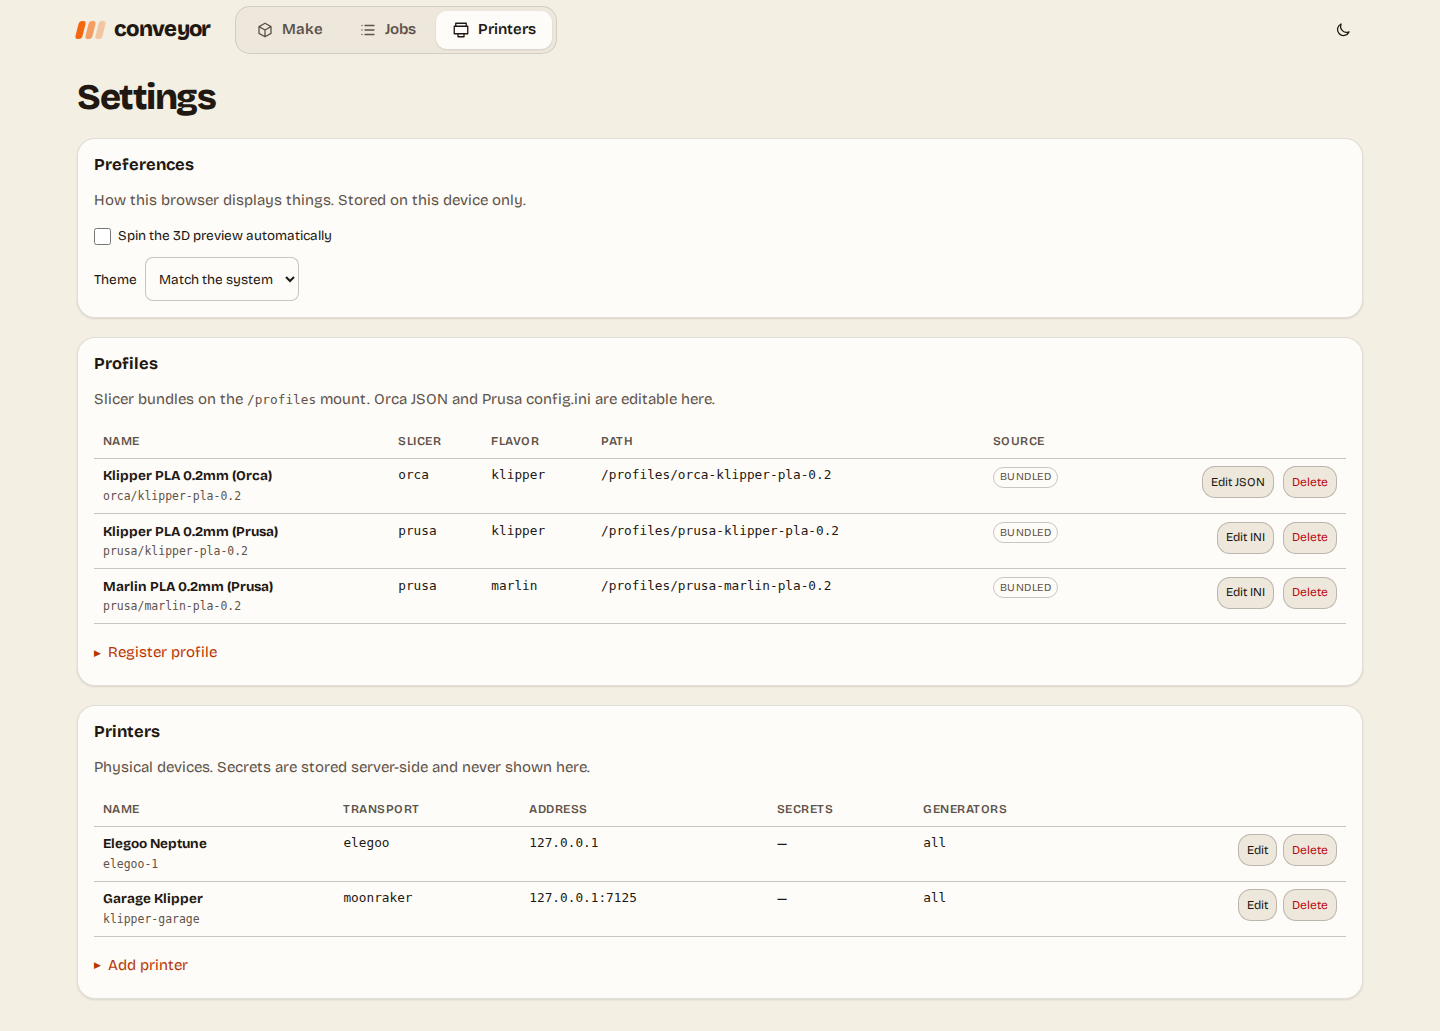 conveyor
Make
Jobs
Printers
Settings
Preferences
How this browser displays things. Stored on this device only.
Spin the 3D preview automatically
Theme
Match the system
Profiles
Slicer bundles on the /profiles mount. Orca JSON and Prusa config.ini are editable here.
NAME SLICER FLAVOR PATH SOURCE
Klipper PLA 0.2mm (Orca) orca klipper /profiles/orca-klipper-pla-0.2 BUNDLED Edit JSON Delete
orca/klipper-pla-0.2
Klipper PLA 0.2mm (Prusa) prusa klipper /profiles/prusa-klipper-pla-0.2 BUNDLED Edit INI Delete
prusa/klipper-pla-0.2
Marlin PLA 0.2mm (Prusa) prusa marlin /profiles/prusa-marlin-pla-0.2 BUNDLED Edit INI Delete
prusa/marlin-pla-0.2
▸ Register profile
Printers
Physical devices. Secrets are stored server-side and never shown here.
NAME TRANSPORT ADDRESS SECRETS GENERATORS
Elegoo Neptune elegoo 127.0.0.1 — all Edit Delete
elegoo-1
Garage Klipper moonraker 127.0.0.1:7125 — all Edit Delete
klipper-garage
▸ Add printer